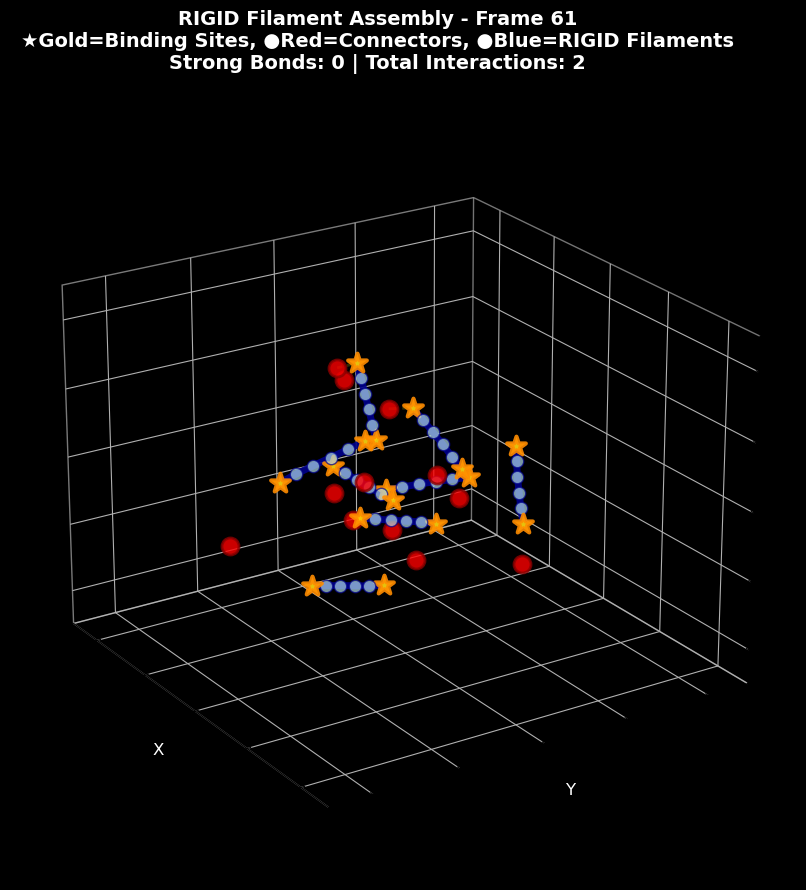 RIGID Filament Assembly - Frame 61
★Gold=Binding Sites, ●Red=Connectors, ●Blue=RIGID Filaments
Strong Bonds: 0 | Total Interactions: 2
X
Y